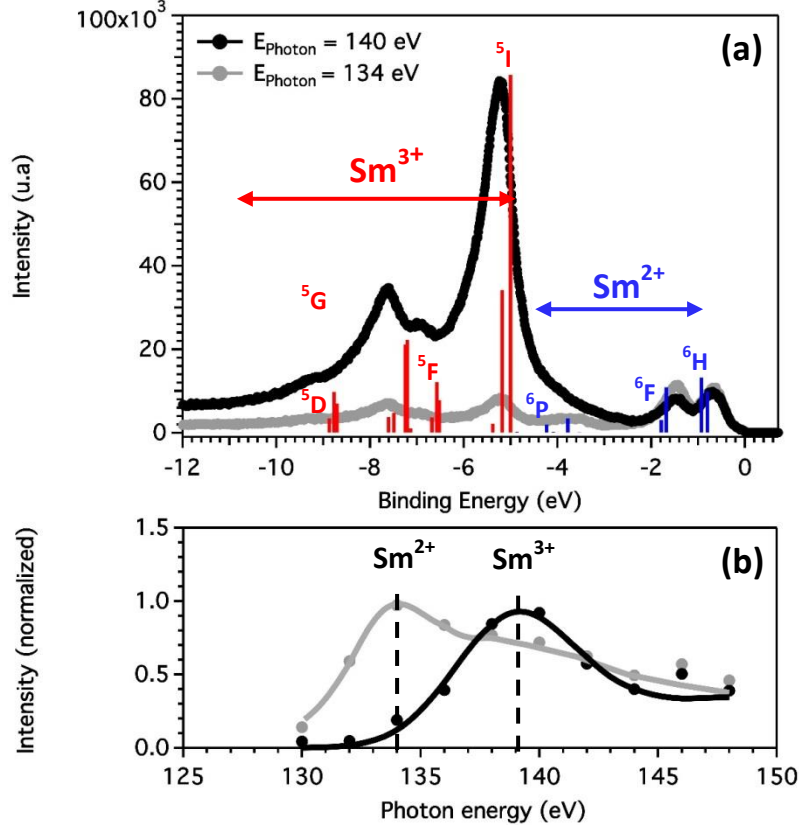 100x10³
80
60
40
20
0
Intensity (u.a)
E_Photon = 140 eV
E_Photon = 134 eV
(a)
⁵I
Sm³⁺
Sm²⁺
⁵G
⁵D
⁵F
⁶P
⁶F
⁶H
-12 -10 -8 -6 -4 -2 0
Binding Energy (eV)
1.5
1.0
0.5
0.0
Intensity (normalized)
Sm²⁺ Sm³⁺
(b)
125 130 135 140 145 150
Photon energy (eV)